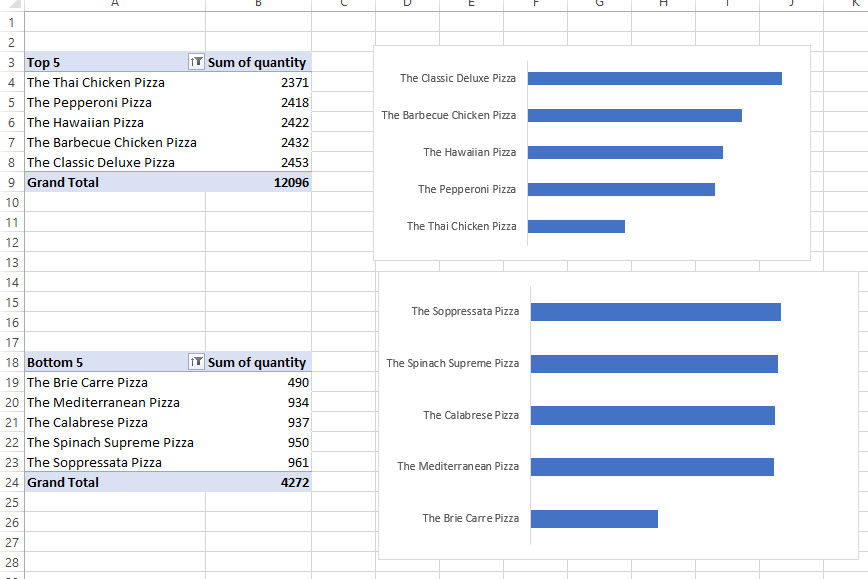 A B C D E F G H I J K
1
2
3 Top 5 Sum of quantity
4 The Thai Chicken Pizza 2371
5 The Pepperoni Pizza 2418
6 The Hawaiian Pizza 2422
7 The Barbecue Chicken Pizza 2432
8 The Classic Deluxe Pizza 2453
9 Grand Total 12096
The Classic Deluxe Pizza
The Barbecue Chicken Pizza
The Hawaiian Pizza
The Pepperoni Pizza
The Thai Chicken Pizza
10
11
12
13
14
15
16
17
18 Bottom 5 Sum of quantity
19 The Brie Carre Pizza 490
20 The Mediterranean Pizza 934
21 The Calabrese Pizza 937
22 The Spinach Supreme Pizza 950
23 The Soppressata Pizza 961
24 Grand Total 4272
The Soppressata Pizza
The Spinach Supreme Pizza
The Calabrese Pizza
The Mediterranean Pizza
The Brie Carre Pizza
25
26
27
28